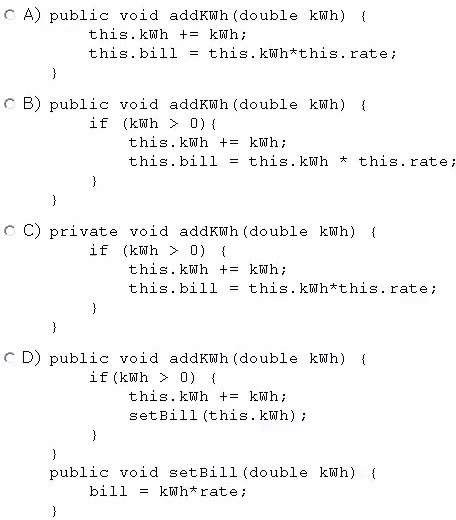 A) public void addKWh(double kWh) {
this.kWh += kWh;
this.bill = this.kWh*this.rate;
}
B) public void addKWh(double kWh) {
if (kWh > 0){
this.kWh += kWh;
this.bill = this.kWh * this.rate;
}
}
C) private void addKWh(double kWh) {
if (kWh > 0) {
this.kWh += kWh;
this.bill = this.kWh*this.rate;
}
}
D) public void addKWh(double kWh) {
if(kWh > 0) {
this.kWh += kWh;
setBill(this.kWh);
}
}
public void setBill(double kWh) {
bill = kWh*rate;
}